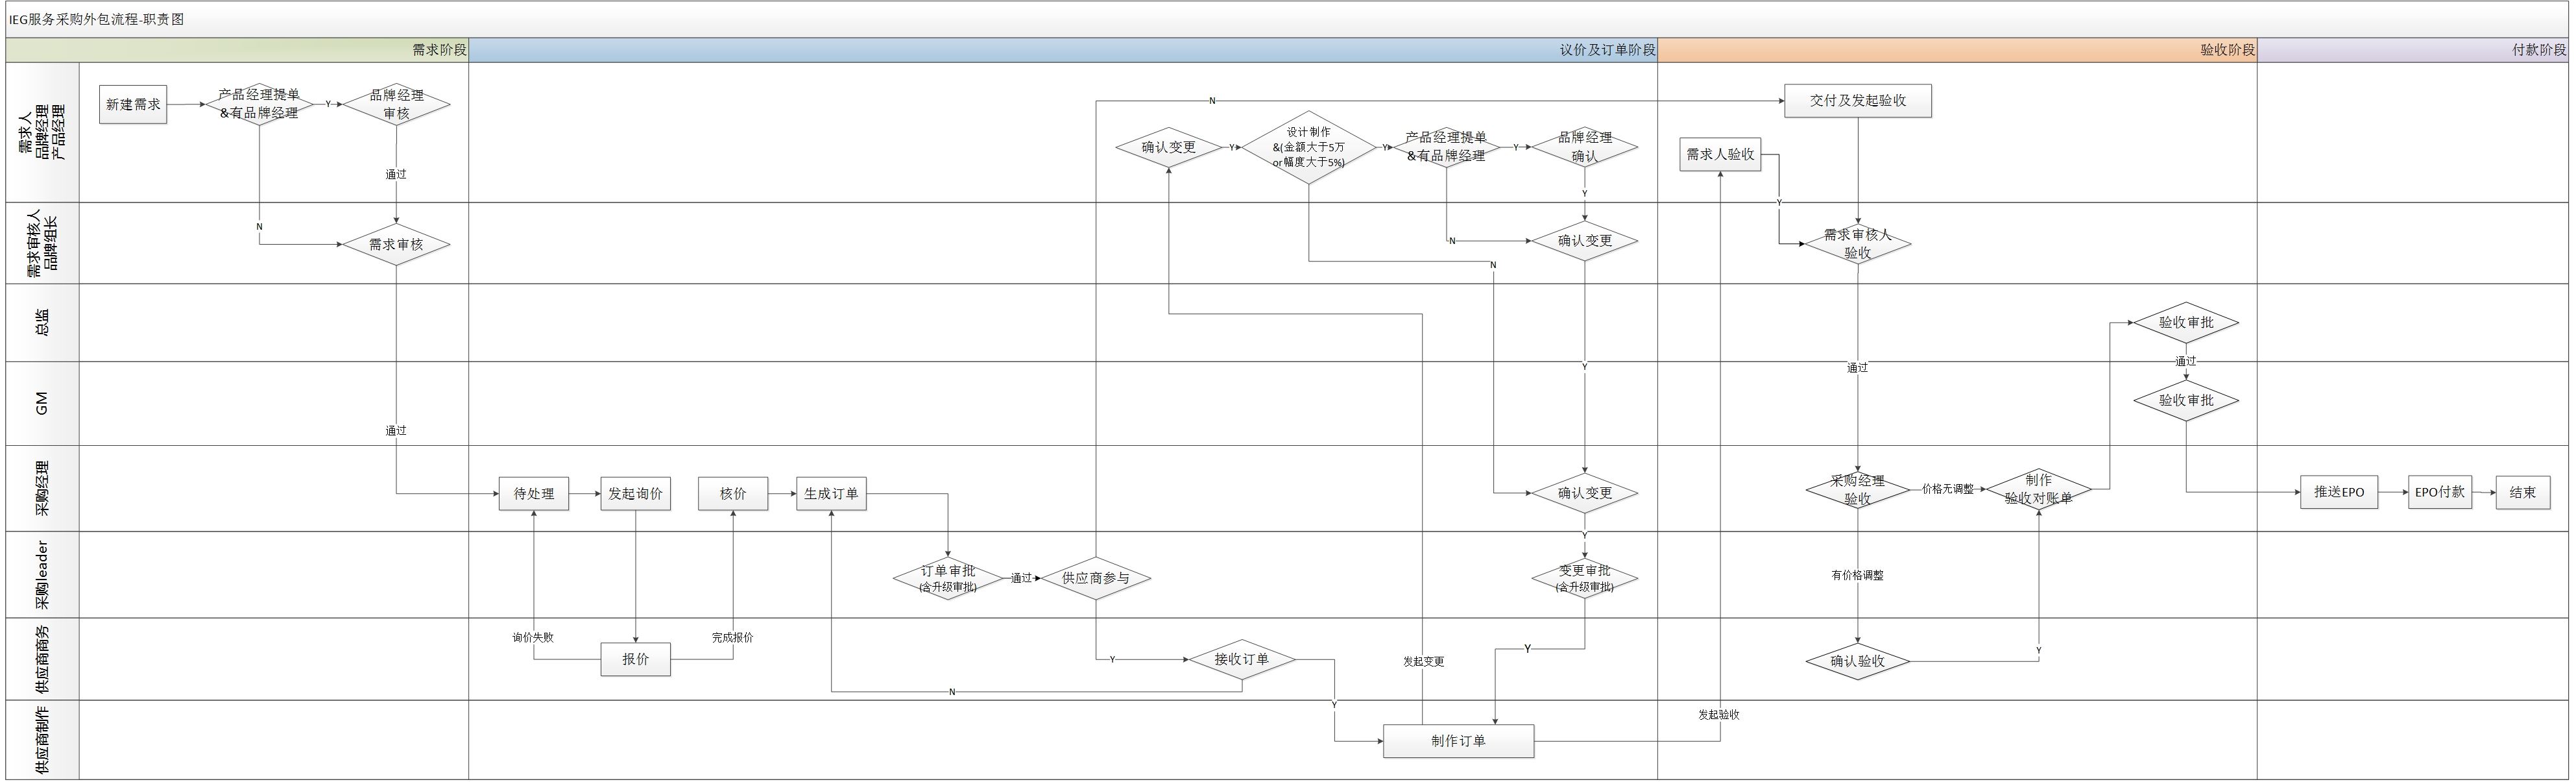 IEG服务采购外包流程-职责图
需求阶段
议价及订单阶段
验收阶段
付款阶段
需求人
品牌经理
产品经理
新建需求
产品经理提单
&有品牌经理
Y
品牌经理
审核
通过
N
N
确认变更
Y
设计制作
&(金额大于5万
or幅度大于5%)
Y
产品经理提单
&有品牌经理
Y
品牌经理
确认
Y
交付及发起验收
需求人验收
Y
需求审核人
品牌组长
需求审核
N
确认变更
N
需求审核人
验收
总监
验收审批
通过
GM
通过
Y
通过
验收审批
采购经理
待处理
发起询价
核价
生成订单
确认变更
Y
采购经理
验收
价格无调整
制作
验收对账单
推送EPO
EPO付款
结束
采购leader
订单审批
(含升级审批)
通过
供应商参与
变更审批
(含升级审批)
有价格调整
供应商商务
询价失败
报价
完成报价
Y
接收订单
N
Y
发起变更
Y
确认验收
Y
供应商制作
制作订单
发起验收